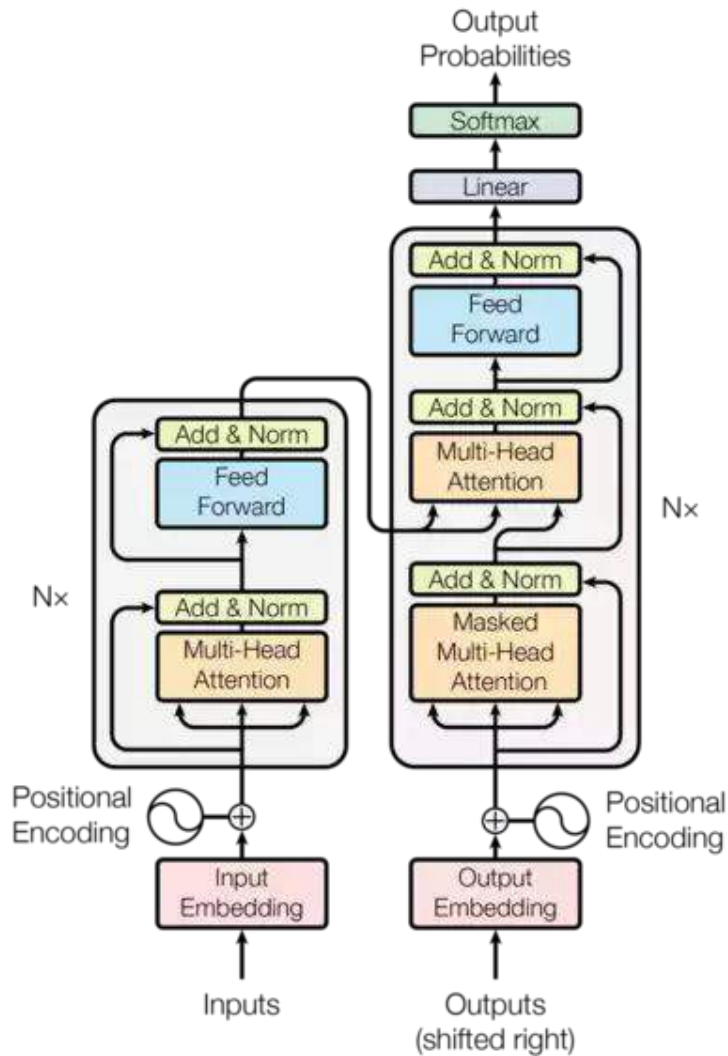 Output
Probabilities
Softmax
Linear
Add & Norm
Feed
Forward
Add & Norm
Multi-Head
Attention
Add & Norm
Masked
Multi-Head
Attention
N×
Add & Norm
Feed
Forward
Add & Norm
Multi-Head
Attention
N×
Positional
Encoding
Positional
Encoding
Input
Embedding
Output
Embedding
Inputs
Outputs
(shifted right)